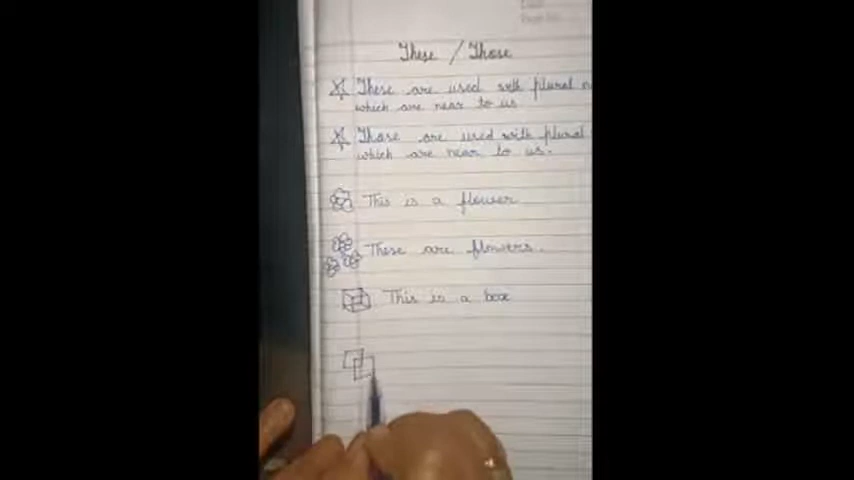 These / Those
These are used with plural
which are near to us
Those are used with plural
which are near to us.
This is a flower
These are flowers.
This is a box